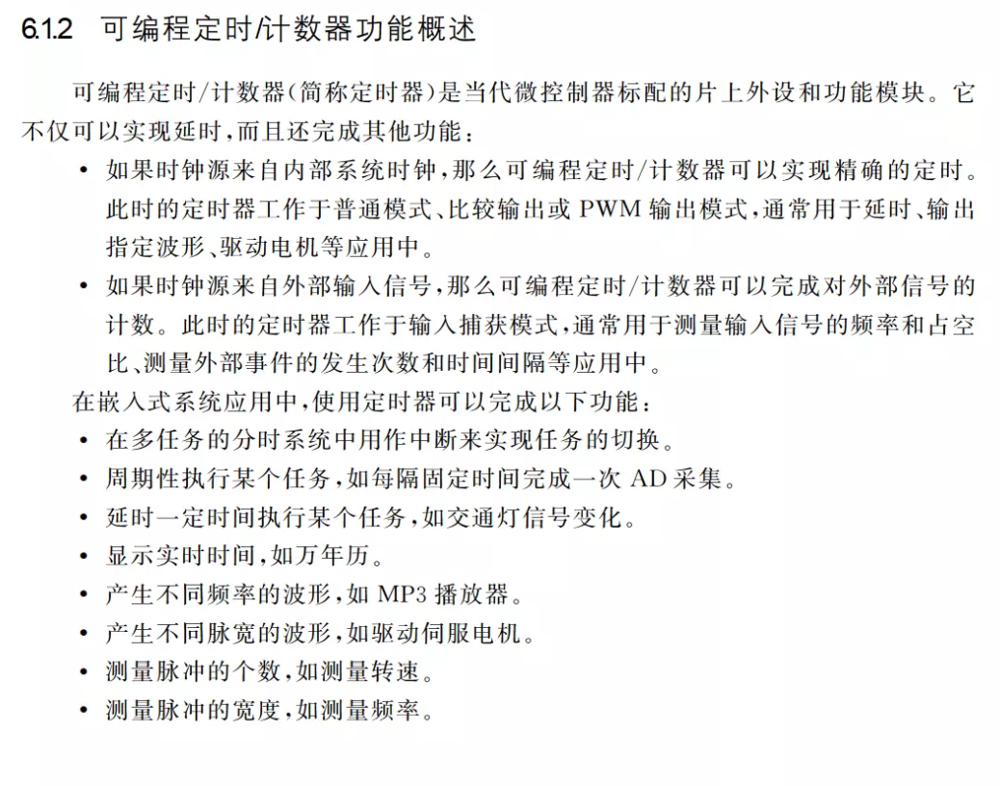 6.1.2 可编程定时/计数器功能概述
可编程定时/计数器(简称定时器)是当代微控制器标配的片上外设和功能模块。它
不仅可以实现延时,而且还完成其他功能:
• 如果时钟源来自内部系统时钟,那么可编程定时/计数器可以实现精确的定时。
此时的定时器工作于普通模式、比较输出或 PWM 输出模式,通常用于延时、输出
指定波形、驱动电机等应用中。
• 如果时钟源来自外部输入信号,那么可编程定时/计数器可以完成对外部信号的
计数。此时的定时器工作于输入捕获模式,通常用于测量输入信号的频率和占空
比、测量外部事件的发生次数和时间间隔等应用中。
在嵌入式系统应用中,使用定时器可以完成以下功能:
• 在多任务的分时系统中用作中断来实现任务的切换。
• 周期性执行某个任务,如每隔固定时间完成一次 AD 采集。
• 延时一定时间执行某个任务,如交通灯信号变化。
• 显示实时时间,如万年历。
• 产生不同频率的波形,如 MP3 播放器。
• 产生不同脉宽的波形,如驱动伺服电机。
• 测量脉冲的个数,如测量转速。
• 测量脉冲的宽度,如测量频率。